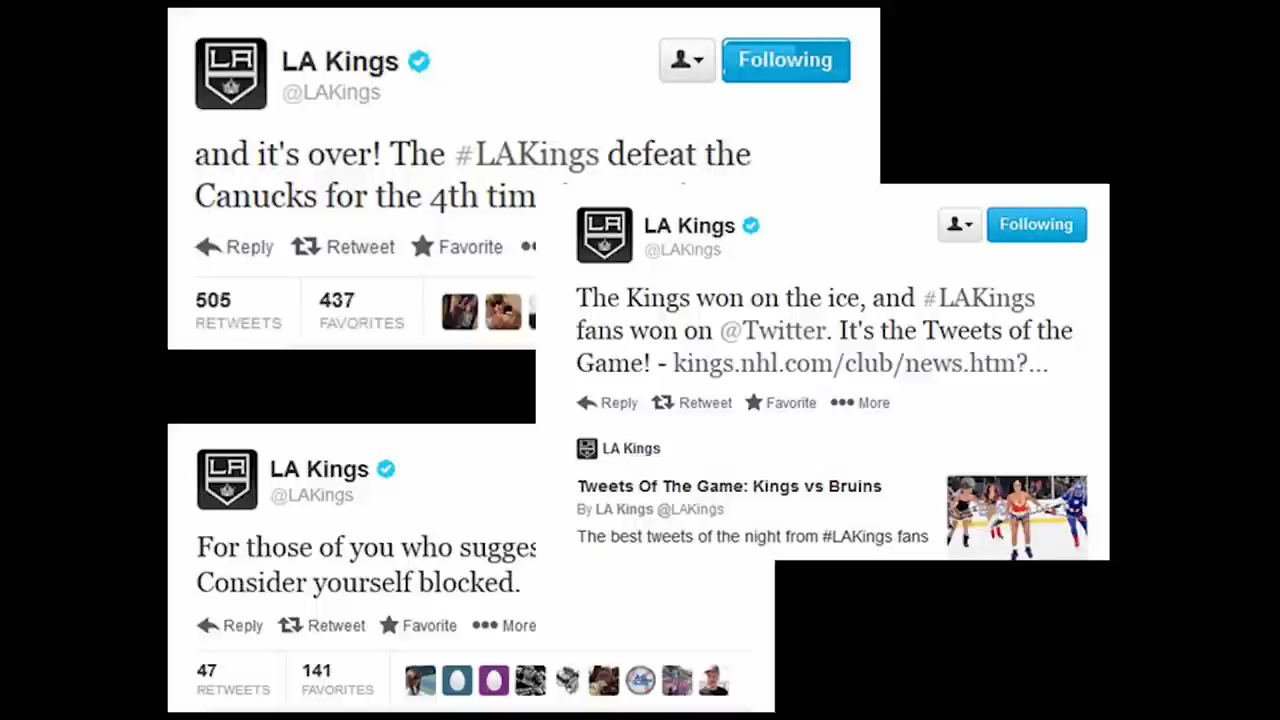 LA Kings
@LAKings
Following
and it's over! The #LAKings defeat the
Canucks for the 4th
Reply Retweet Favorite
505 437
RETWEETS FAVORITES
LA Kings
@LAKings
Following
The Kings won on the ice, and #LAKings
fans won on @Twitter. It's the Tweets of the
Game! - kings.nhl.com/club/news.htm?...
Reply Retweet Favorite More
LA Kings
Tweets Of The Game: Kings vs Bruins
By LA Kings @LAKings
The best tweets of the night from #LAKings fans
LA Kings
@LAKings
For those of you who
Consider yourself blocked.
Reply Retweet Favorite More
47 141
RETWEETS FAVORITES